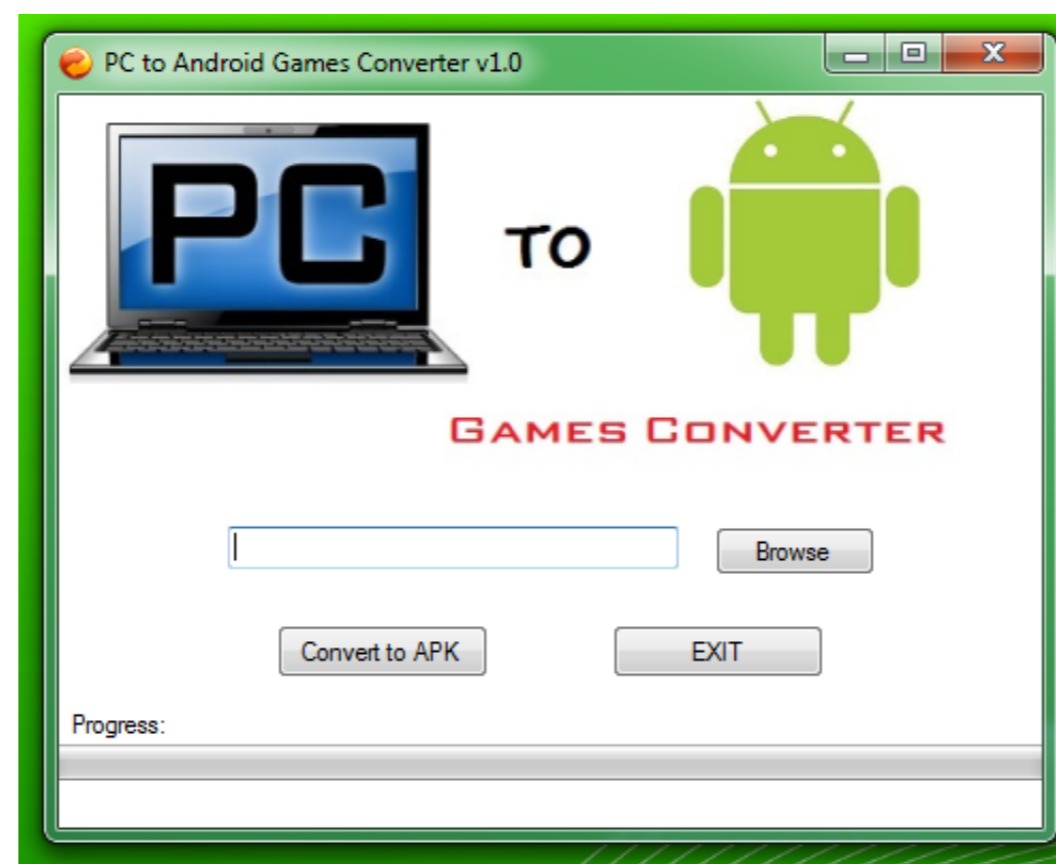 PC to Android Games Converter v1.0
PC
TO
GAMES CONVERTER
Browse
Convert to APK
EXIT
Progress: